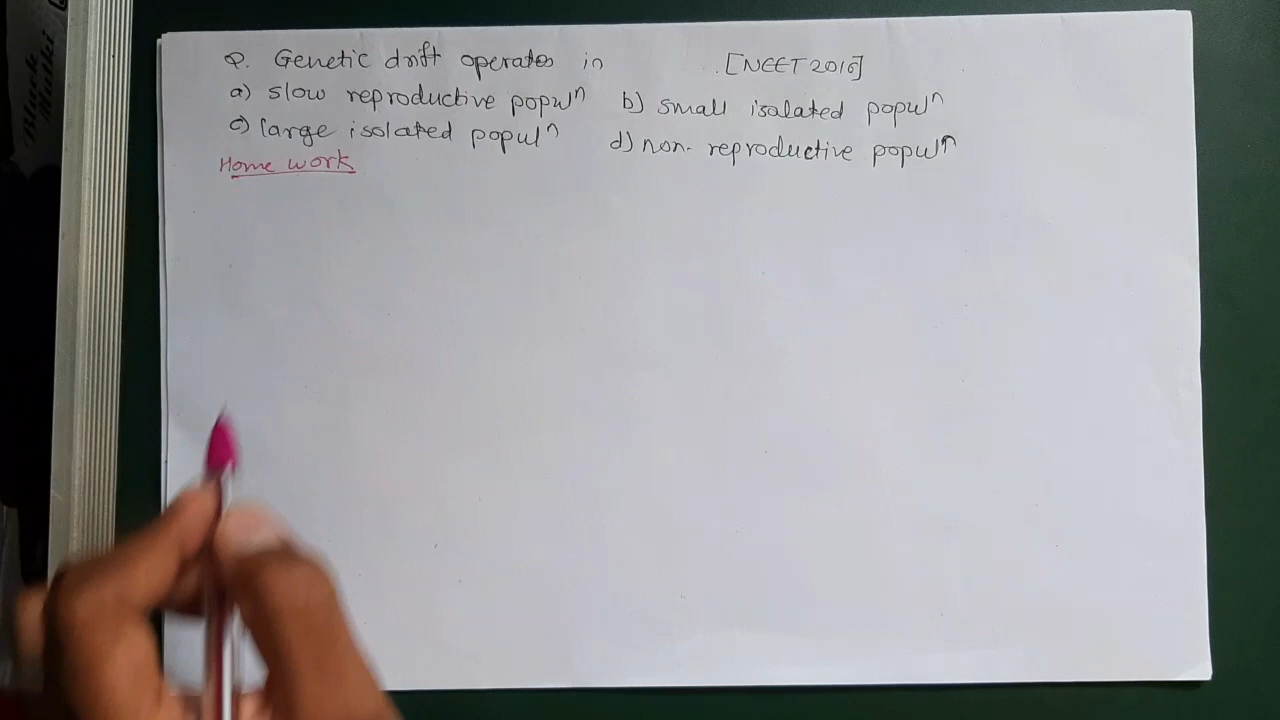 Q. Genetic drift operates in [NEET 2016]
a) slow reproductive populⁿ b) small isolated populⁿ
c) large isolated populⁿ d) non-reproductive populⁿ
Home work